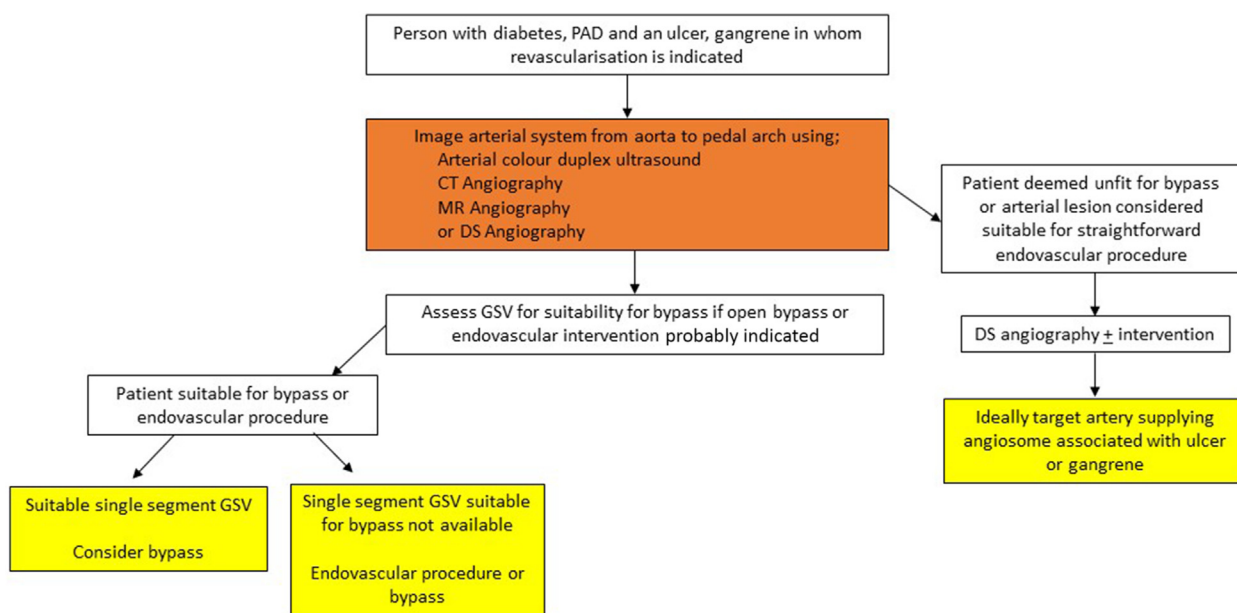 Person with diabetes, PAD and an ulcer, gangrene in whom
revascularisation is indicated
Image arterial system from aorta to pedal arch using;
Arterial colour duplex ultrasound
CT Angiography
MR Angiography
or DS Angiography
Patient deemed unfit for bypass
or arterial lesion considered
suitable for straightforward
endovascular procedure
Assess GSV for suitability for bypass if open bypass or
endovascular intervention probably indicated
DS angiography ± intervention
Patient suitable for bypass or
endovascular procedure
Ideally target artery supplying
angiosome associated with ulcer
or gangrene
Suitable single segment GSV
Consider bypass
Single segment GSV suitable
for bypass not available
Endovascular procedure or
bypass